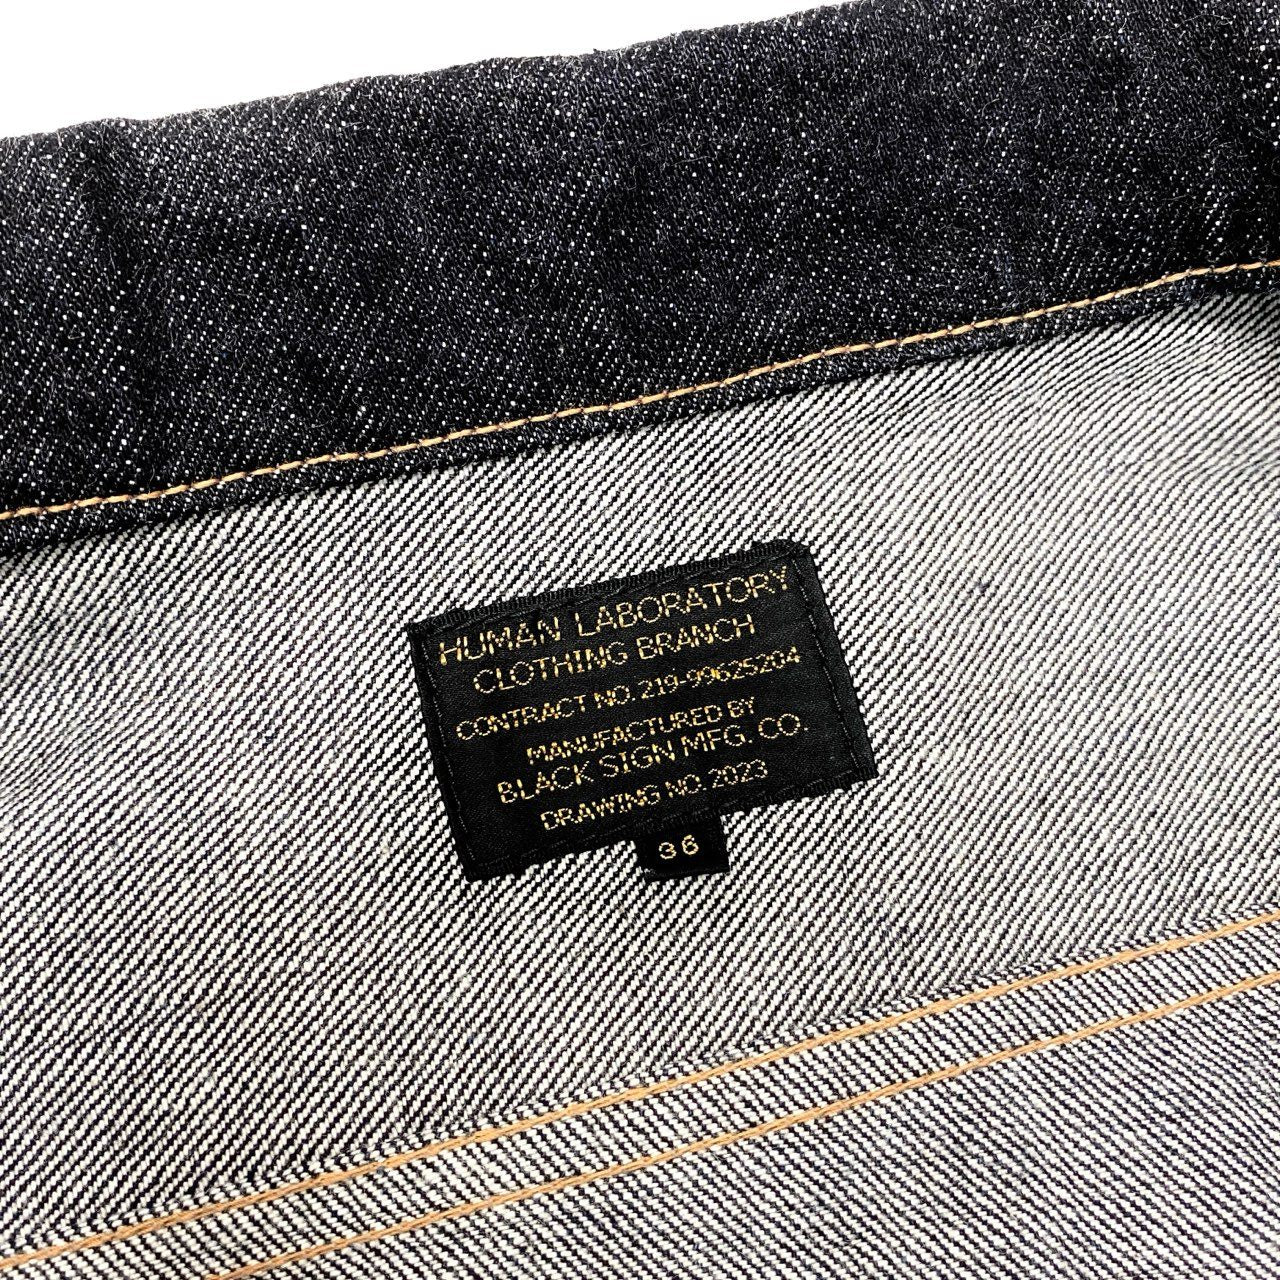 HUMAN LABORATORY
CLOTHING BRANCH
CONTRACT NO. 219-99625204
MANUFACTURED BY
BLACK SIGN MFG. CO.
DRAWING NO. 2023
36